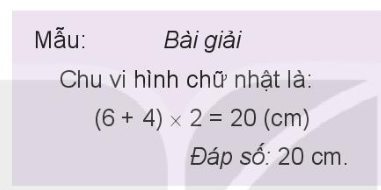 Mẫu: Bài giải
Chu vi hình chữ nhật là:
(6 + 4) × 2 = 20 (cm)
Đáp số: 20 cm.